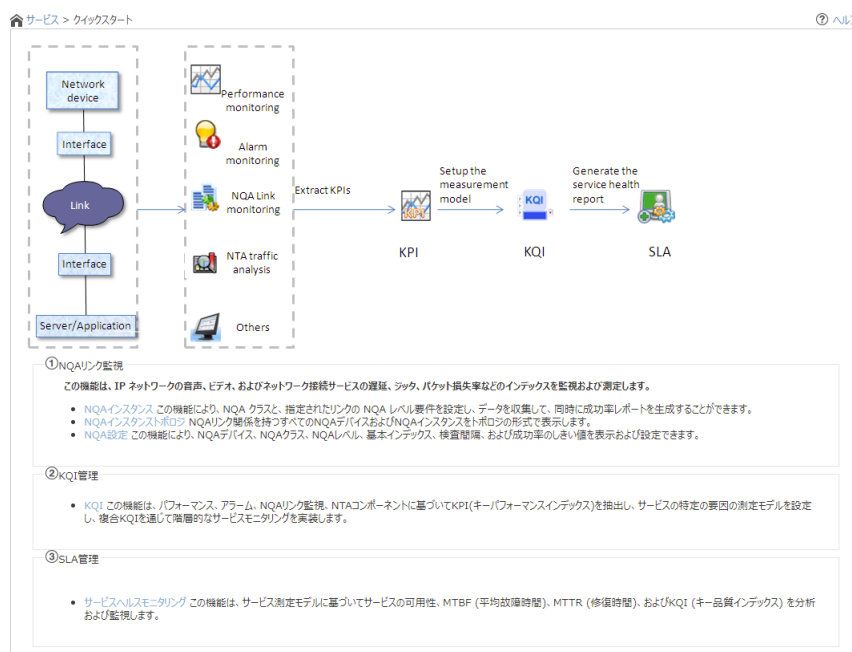 サービス > クイックスタート
ヘル
Network
device
Interface
Link
Interface
Server/Application
Performance
monitoring
Alarm
monitoring
NQA Link
monitoring
NTA traffic
analysis
Others
Extract KPIs
KPI
KPI
Setup the
measurement
model
KQI
KQI
Generate the
service health
report
SLA
①NQAリンク監視
この機能は、IP ネットワークの音声、ビデオ、およびネットワーク接続サービスの遅延、ジッタ、パケット損失率などのインデックスを監視および測定します。
• NQAインスタンス この機能により、NQA クラスと、指定されたリンクの NQA レベル要件を設定し、データを収集して、同時に成功率レポートを生成することができます。
• NQAインスタンストポロジ NQAリンク関係を持つすべてのNQAデバイスおよびNQAインスタンスをトポロジの形式で表示します。
• NQA設定 この機能により、NQAデバイス、NQAクラス、NQAレベル、基本インデックス、検査間隔、および成功率のしきい値を表示および設定できます。
②KQI管理
• KQI この機能は、パフォーマンス、アラーム、NQAリンク監視、NTAコンポーネントに基づいてKPI(キーパフォーマンスインデックス)を抽出し、サービスの特定の要因の測定モデルを設定
し、複合KQIを通じて階層的なサービスモニタリングを実装します。
③SLA管理
• サービスヘルスモニタリング この機能は、サービス測定モデルに基づいてサービスの可用性、MTBF (平均故障時間)、MTTR (修復時間)、およびKQI (キー品質インデックス) を分析
および監視します。